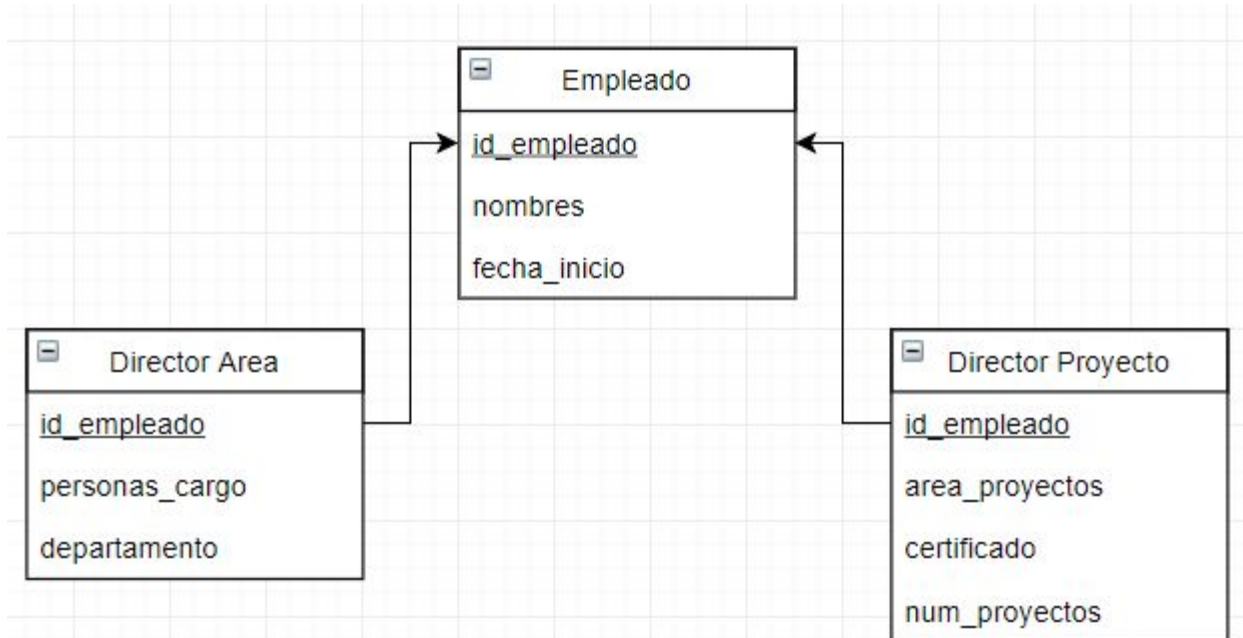 Empleado
id_empleado
nombres
fecha_inicio
Director Area
id_empleado
personas_cargo
departamento
Director Proyecto
id_empleado
area_proyectos
certificado
num_proyectos